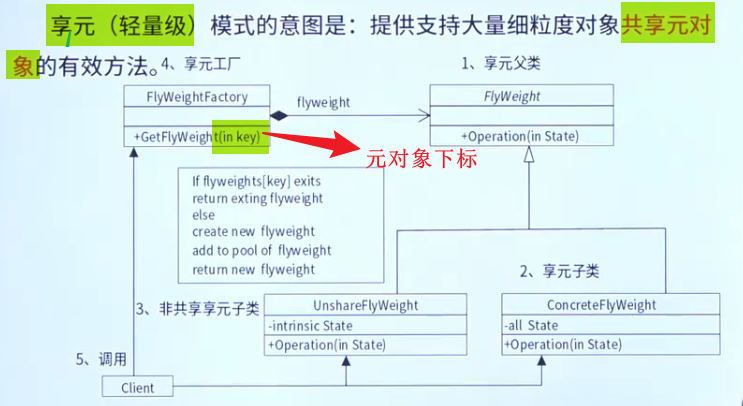 享元（轻量级）模式的意图是：提供支持大量细粒度对象共享元对
象的有效方法。
4、享元工厂
1、享元父类
FlyWeightFactory
flyweight
FlyWeight
+GetFlyWeight(in key)
+Operation(in State)
元对象下标
If flyweights[key] exits
return exting flyweight
else
create new flyweight
add to pool of flyweight
return new flyweight
2、享元子类
3、非共享享元子类
UnshareFlyWeight
ConcreteFlyWeight
-intrinsic State
-all State
+Operation(in State)
+Operation(in State)
5、调用
Client